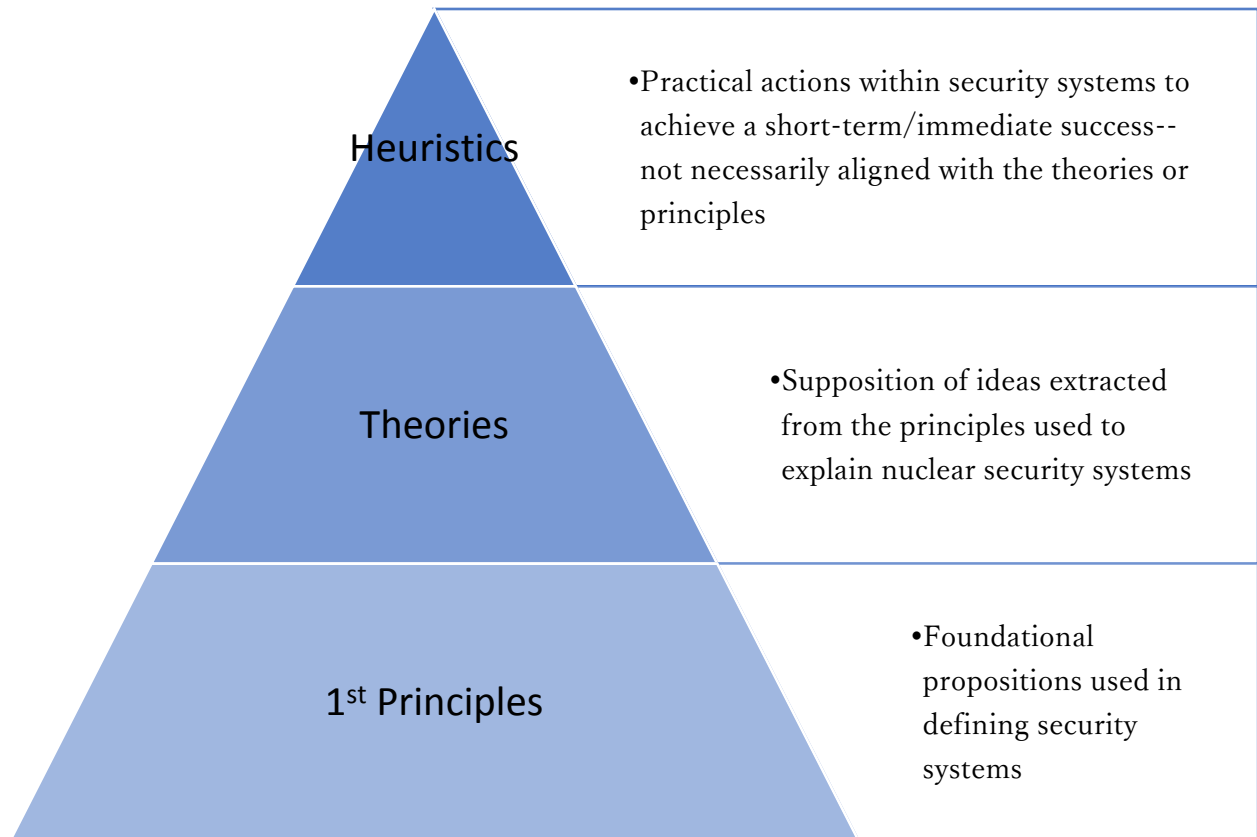 Heuristics
•Practical actions within security systems to
achieve a short-term/immediate success--
not necessarily aligned with the theories or
principles
Theories
•Supposition of ideas extracted
from the principles used to
explain nuclear security systems
1st Principles
•Foundational
propositions used in
defining security
systems